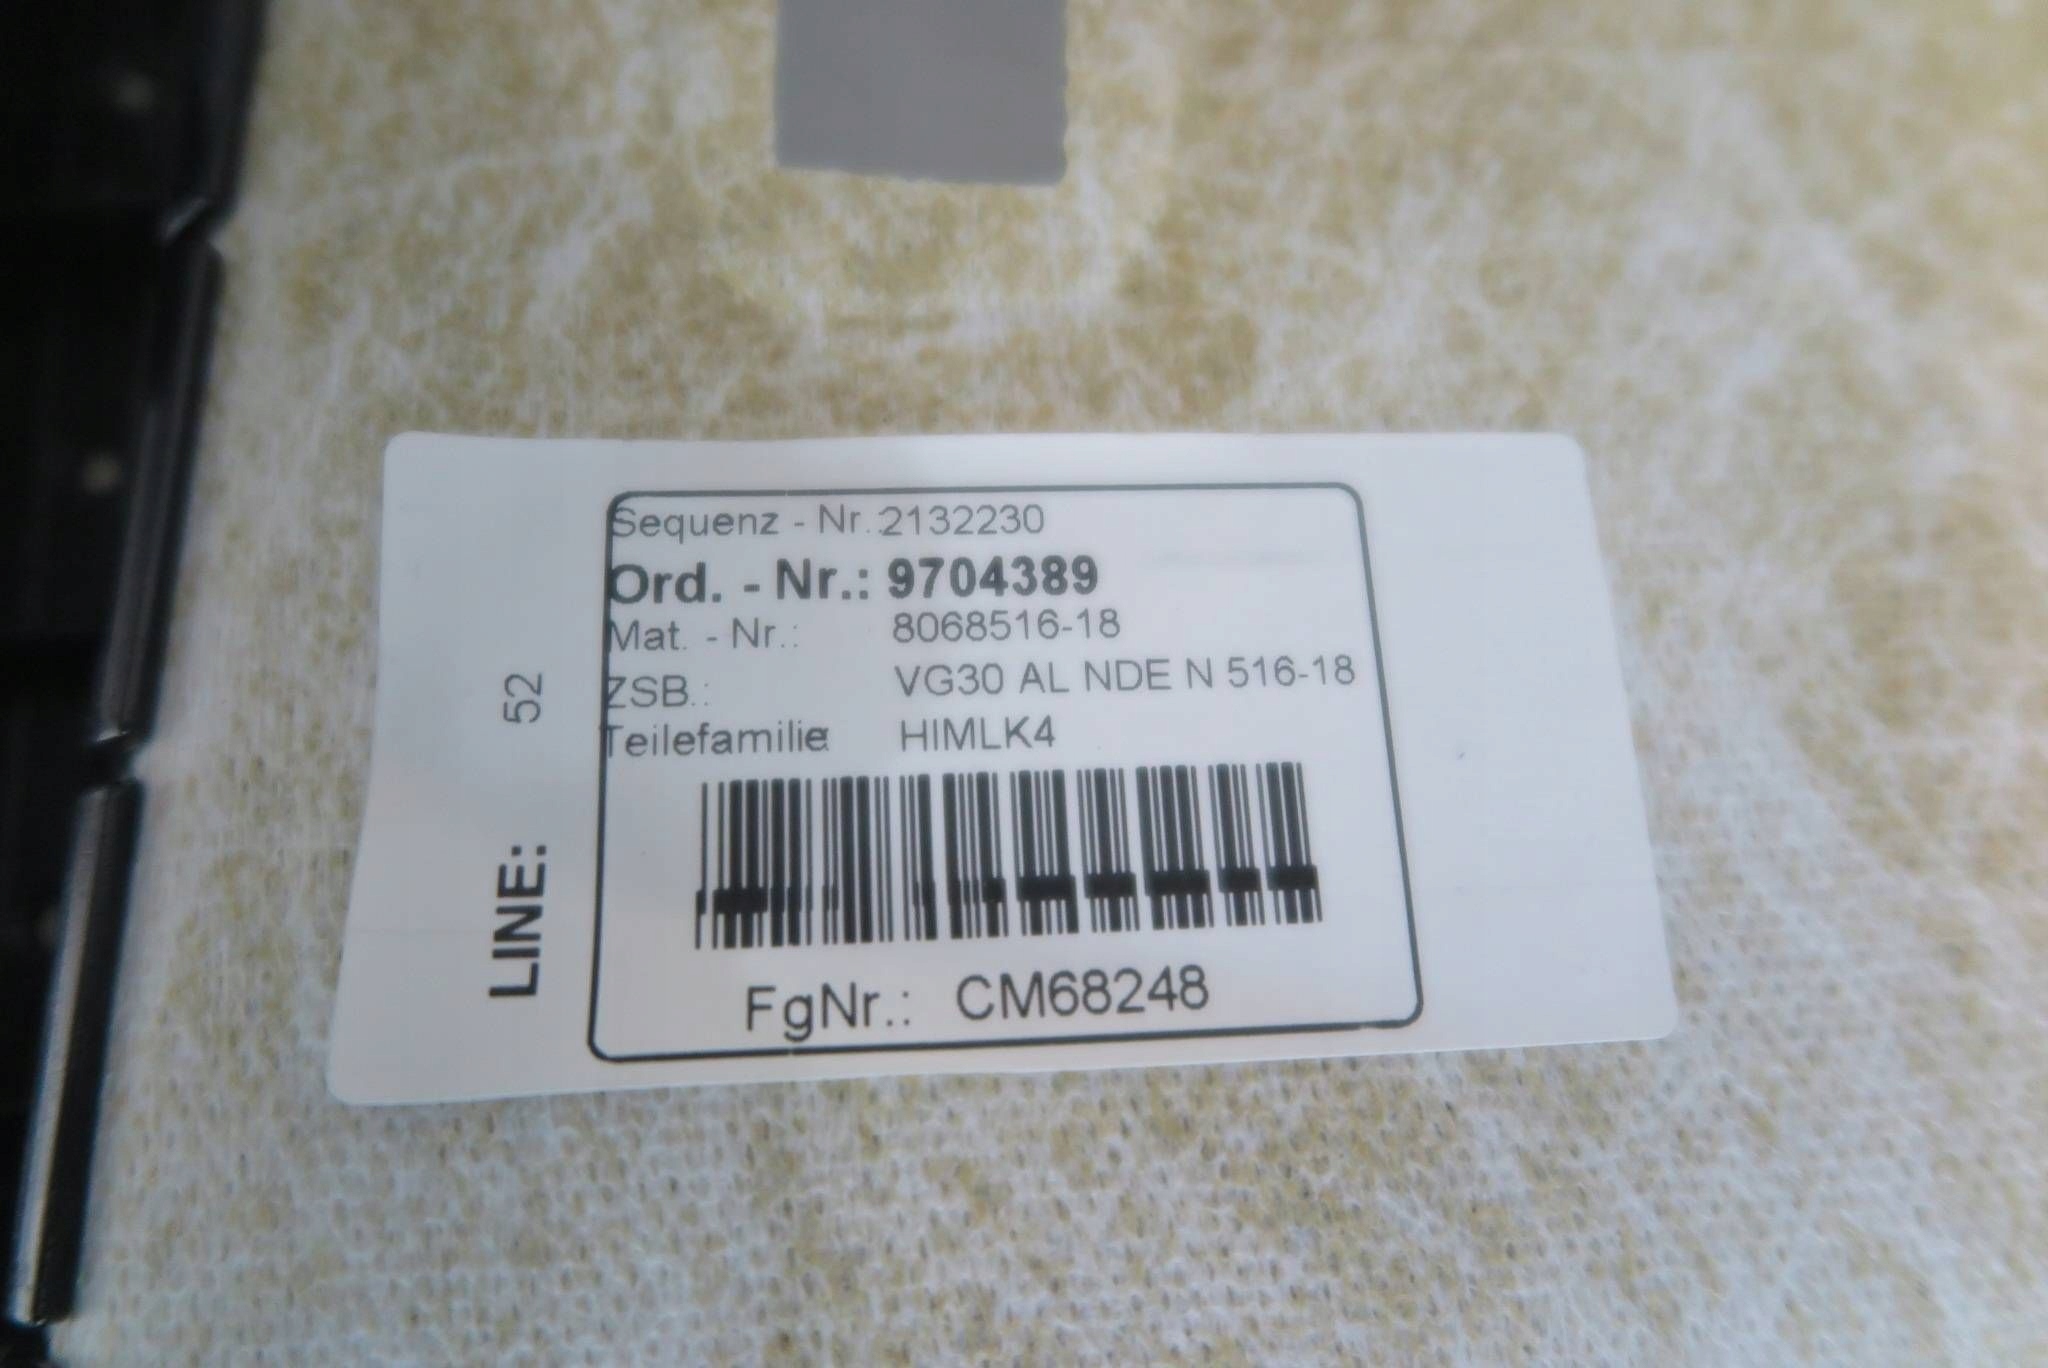 Sequenz - Nr.:2132230
Ord. - Nr.: 9704389
Mat. - Nr.: 8068516-18
ZSB.: VG30 AL NDE N 516-18
Teilefamilie: HIMLK4
FgNr.: CM68248
LINE: 52